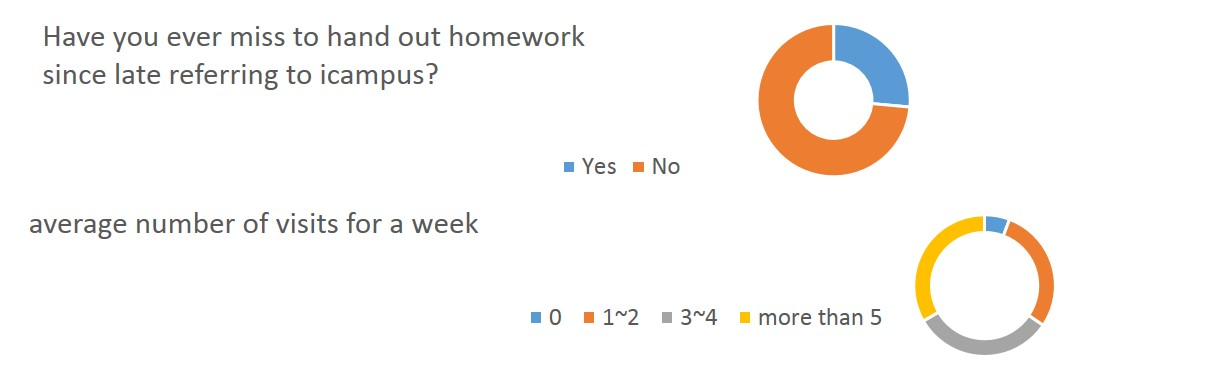 Have you ever miss to hand out homework
since late referring to icampus?
Yes No
average number of visits for a week
0 1~2 3~4 more than 5